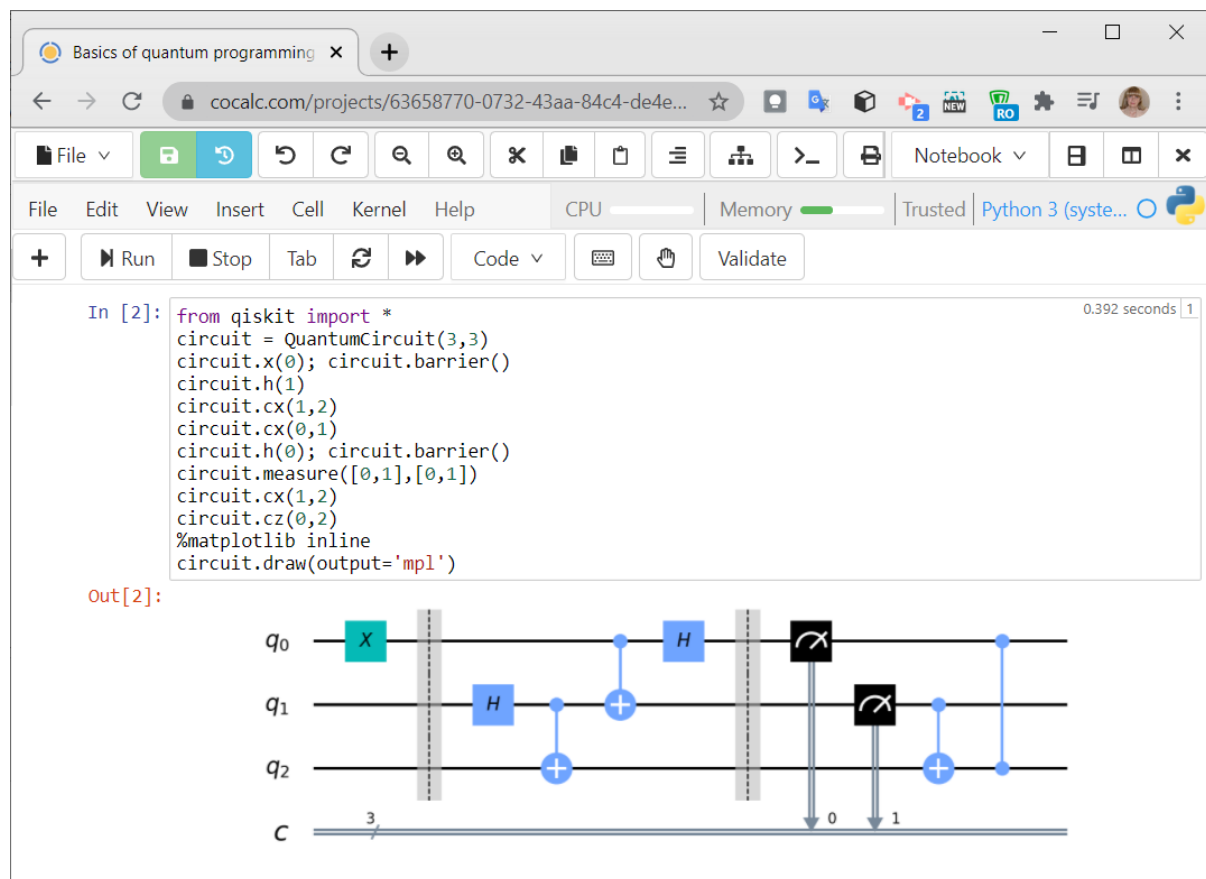 Basics of quantum programming
cocalc.com/projects/63658770-0732-43aa-84c4-de4e...
2 NEW RO
File Notebook
File Edit View Insert Cell Kernel Help CPU Memory Trusted Python 3 (syste...
Run Stop Tab Code Validate
In [2]: from qiskit import * 0.392 seconds 1
circuit = QuantumCircuit(3,3)
circuit.x(0); circuit.barrier()
circuit.h(1)
circuit.cx(1,2)
circuit.cx(0,1)
circuit.h(0); circuit.barrier()
circuit.measure([0,1],[0,1])
circuit.cx(1,2)
circuit.cz(0,2)
%matplotlib inline
circuit.draw(output='mpl')
Out[2]:
q0 X H
q1 H
q2
C 3 0 1